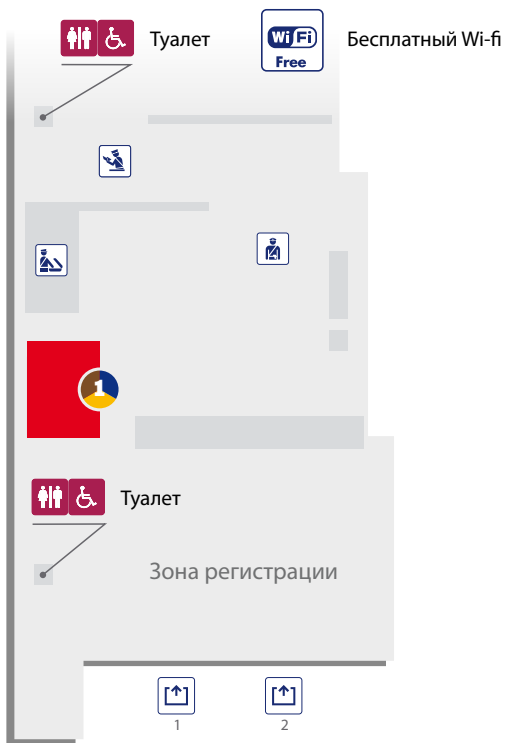 Туалет
WiFi
Free
Бесплатный Wi-fi
1
Туалет
Зона регистрации
1
2